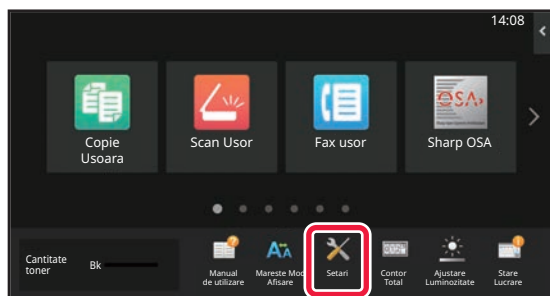 14:08
Copie
Usoara
Scan Usor
Fax usor
OSA
Sharp OSA
Cantitate
toner
Bk
Manual
de utilizare
Mareste Mod
Afisare
Setari
Contor
Total
Ajustare
Luminozitate
Stare
Lucrare